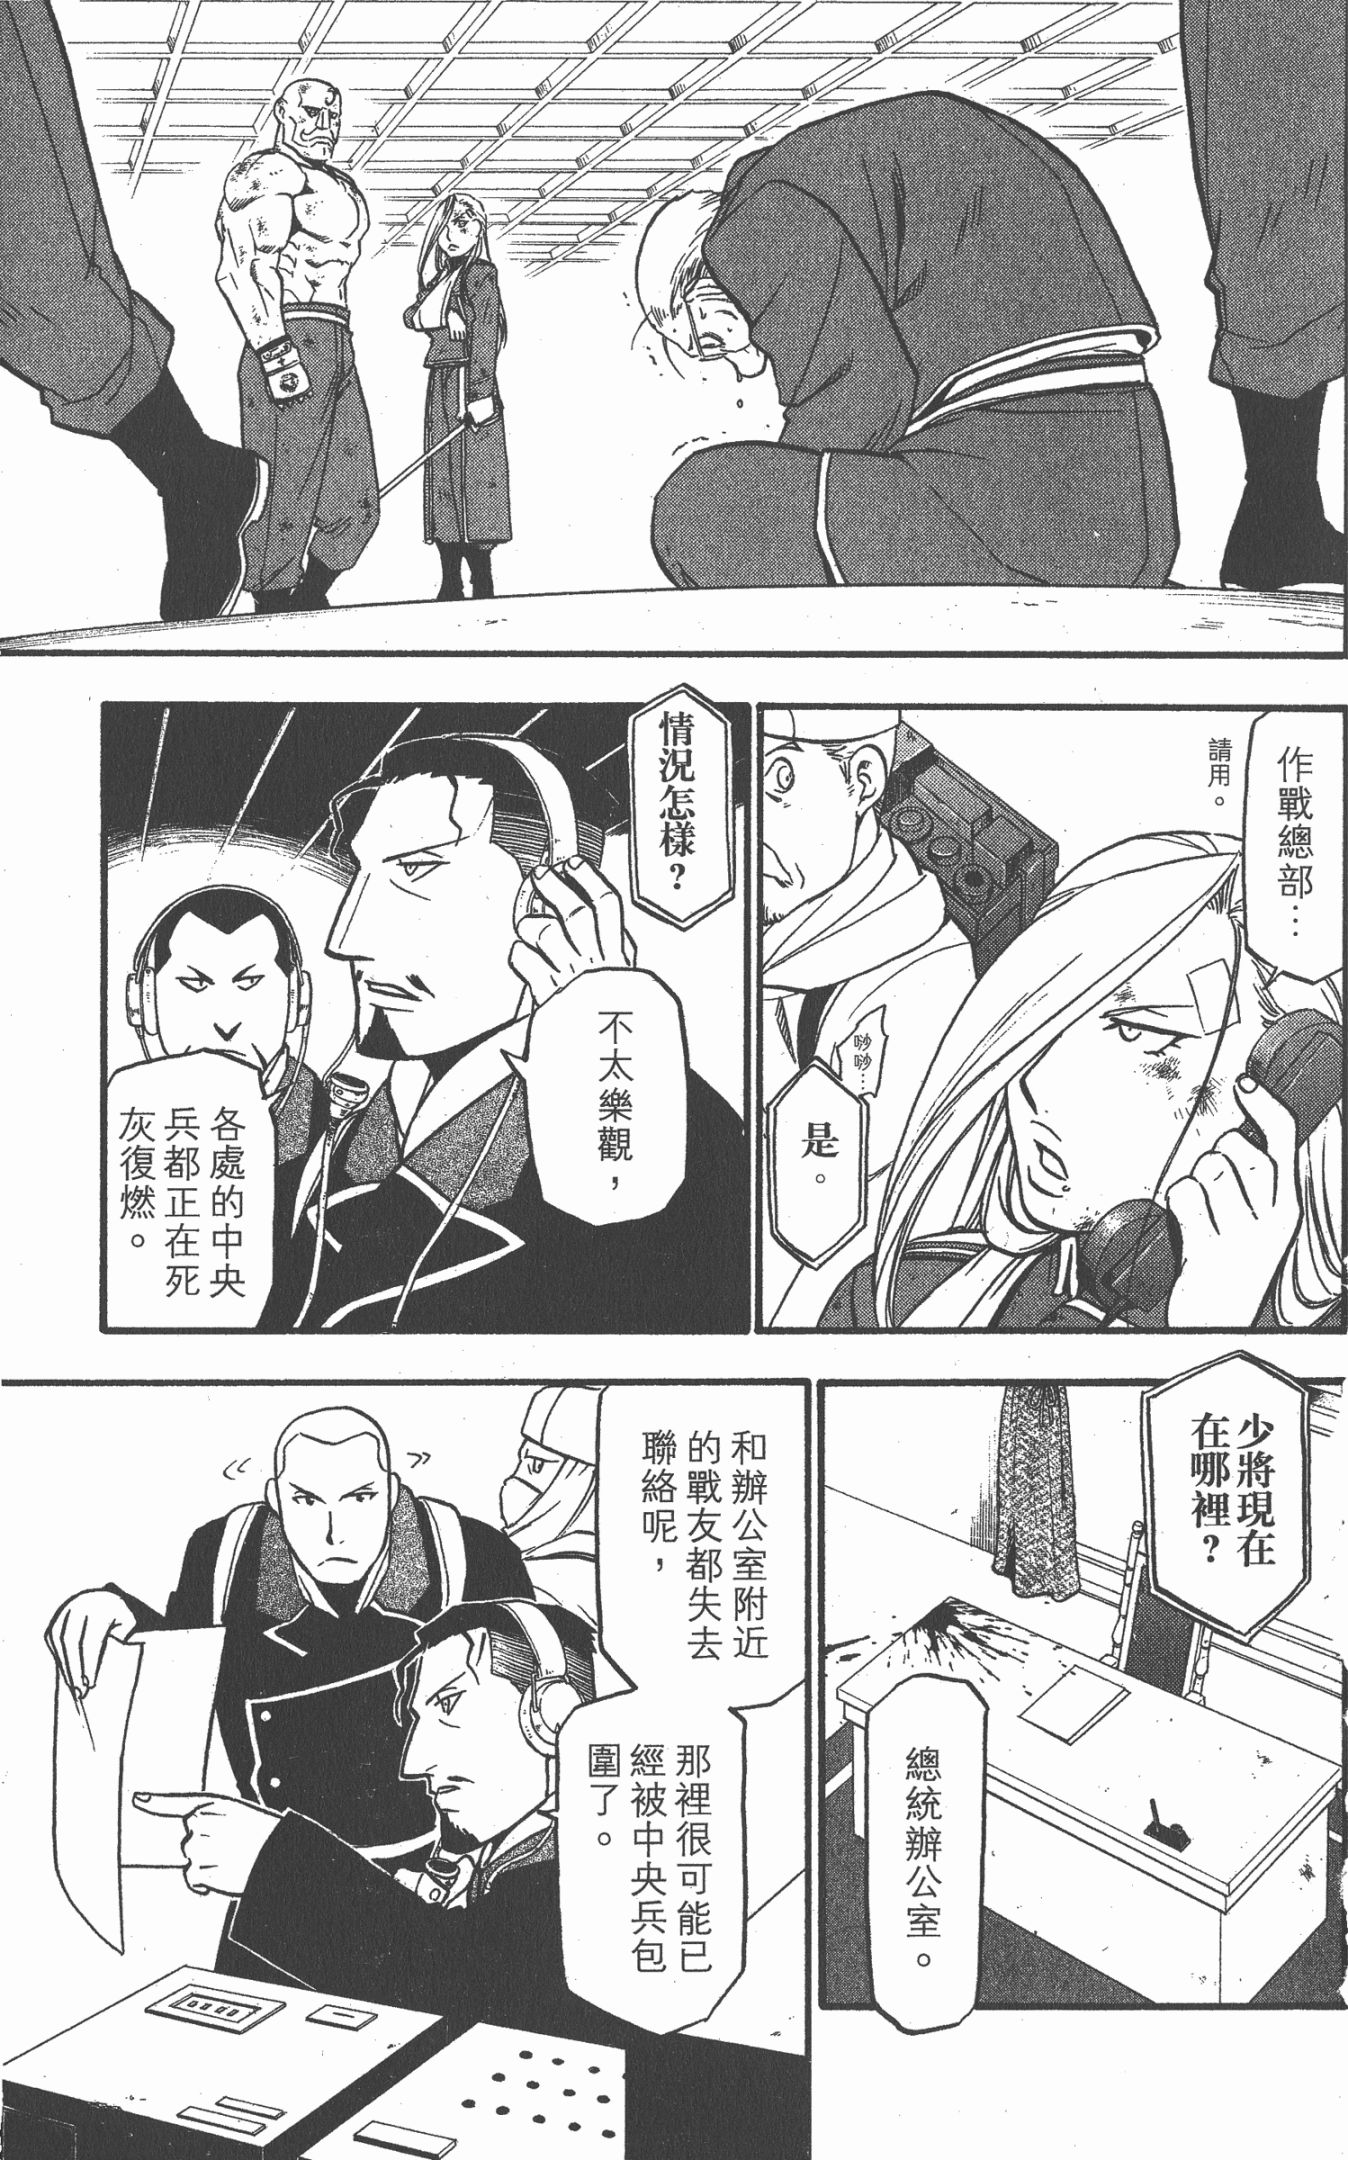 作戰總部…
請用。
吵吵…
是。
情況怎樣？
不太樂觀，
各處的中央
兵都正在死
灰復燃。
少將現在
在哪裡？
總統辦公室。
和辦公室附近
的戰友都失去
聯絡呢，
那裡很可能已
經被中央兵包
圍了。